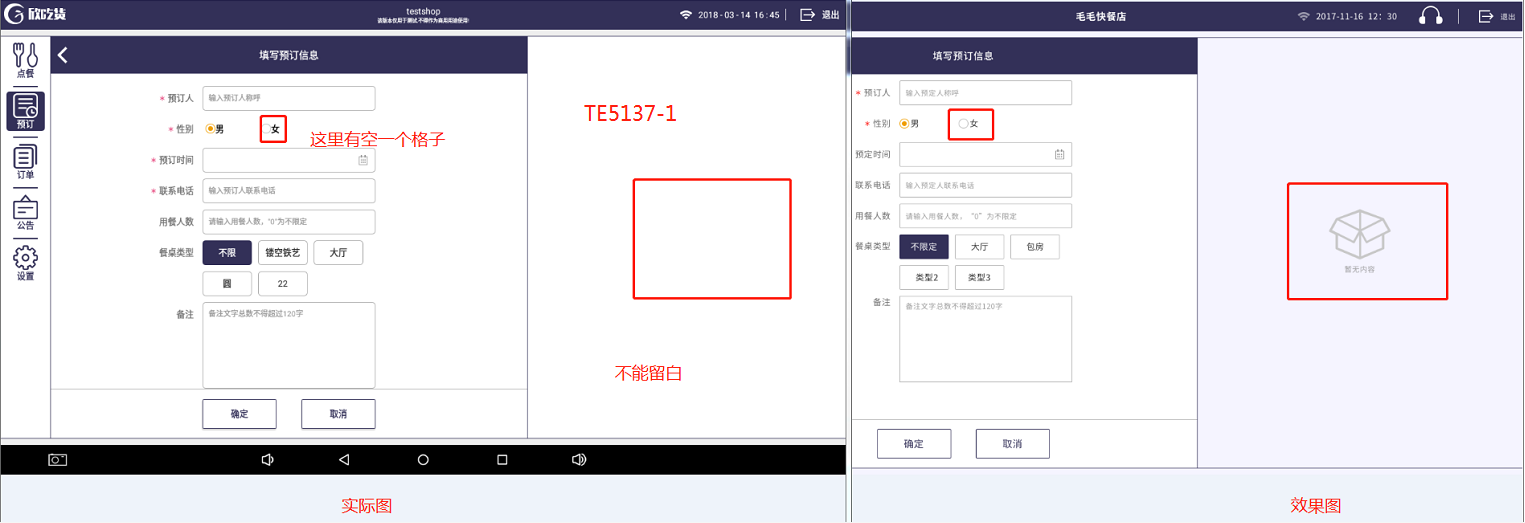 欣吃货
testshop
该版本仅用于测试,不得作为商用用途使用!
2018-03-14 16:45
退出
点餐
预订
订单
公告
设置
填写预订信息
* 预订人
输入预订人称呼
* 性别
男
女
这里有空一个格子
* 预订时间
* 联系电话
输入预订人联系电话
用餐人数
请输入用餐人数，"0"为不限定
餐桌类型
不限
镂空铁艺
大厅
圆
22
备注
备注文字总数不得超过120字
确定
取消
TE5137-1
不能留白
实际图
毛毛快餐店
2017-11-16 12: 30
退出
填写预订信息
* 预订人
输入预定人称呼
* 性别
男
女
预定时间
联系电话
输入预定人联系电话
用餐人数
请输入用餐人数， “0”为不限定
餐桌类型
不限定
大厅
包房
类型2
类型3
备注
备注文字总数不得超过120字
确定
取消
暂无内容
效果图